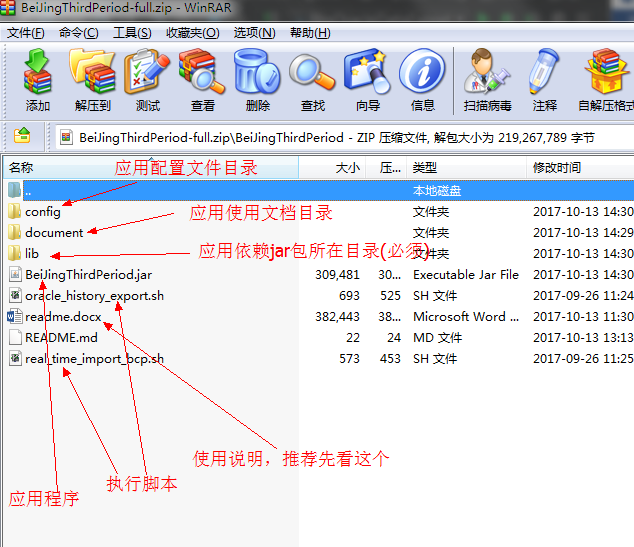 BeiJingThirdPeriod-full.zip - WinRAR
文件(F) 命令(C) 工具(S) 收藏夹(O) 选项(N) 帮助(H)
添加 解压到 测试 查看 删除 查找 向导 信息 扫描病毒 注释 自解压格式
BeiJingThirdPeriod-full.zip\BeiJingThirdPeriod - ZIP 压缩文件, 解包大小为 219,267,789 字节
名称 大小 压... 类型 修改时间
应用配置文件目录
.. 本地磁盘
config 文件夹 2017-10-13 14:30
应用使用文档目录
document 文件夹 2017-10-13 14:29
应用依赖jar包所在目录(必须)
lib 文件夹 2017-10-13 14:30
BeiJingThirdPeriod.jar 309,481 30... Executable Jar File 2017-10-13 14:30
oracle_history_export.sh 693 525 SH 文件 2017-09-26 11:24
readme.docx 382,443 38... Microsoft Word ... 2017-10-13 11:30
README.md 22 24 MD 文件 2017-10-13 13:13
real_time_import_bcp.sh 573 453 SH 文件 2017-09-26 11:25
使用说明，推荐先看这个
执行脚本
应用程序